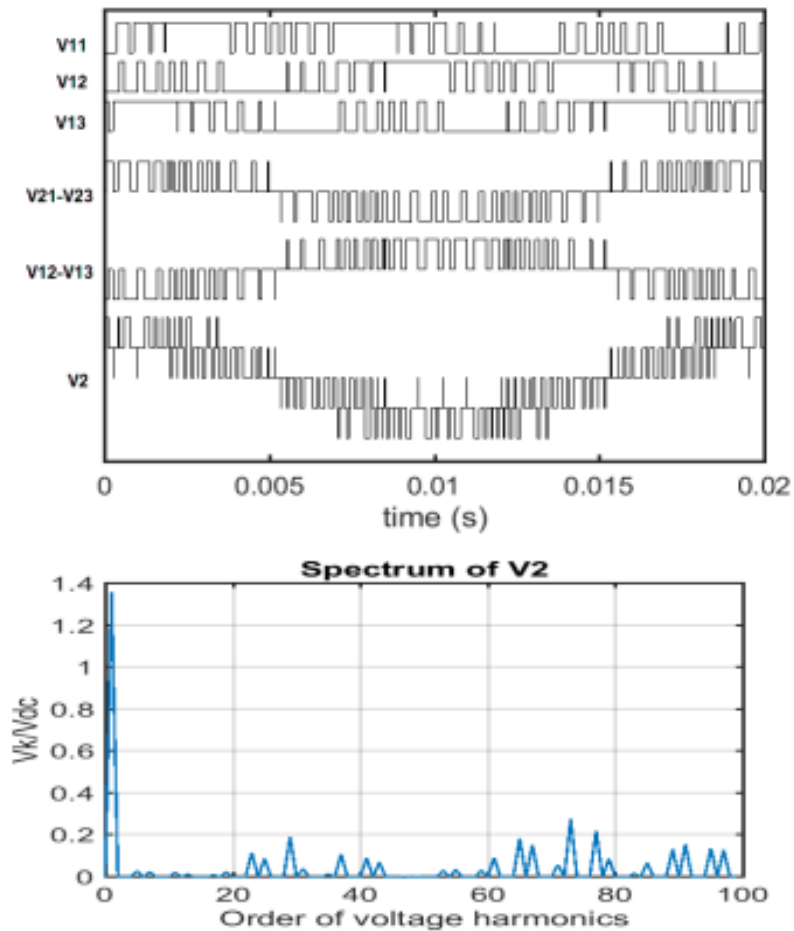 V11
V12
V13
V21-V23
V12-V13
V2
0 0.005 0.01 0.015 0.02
time (s)
Spectrum of V2
1.4
1.2
1
0.8
0.6
0.4
0.2
0
Vk/Vdc
0 20 40 60 80 100
Order of voltage harmonics